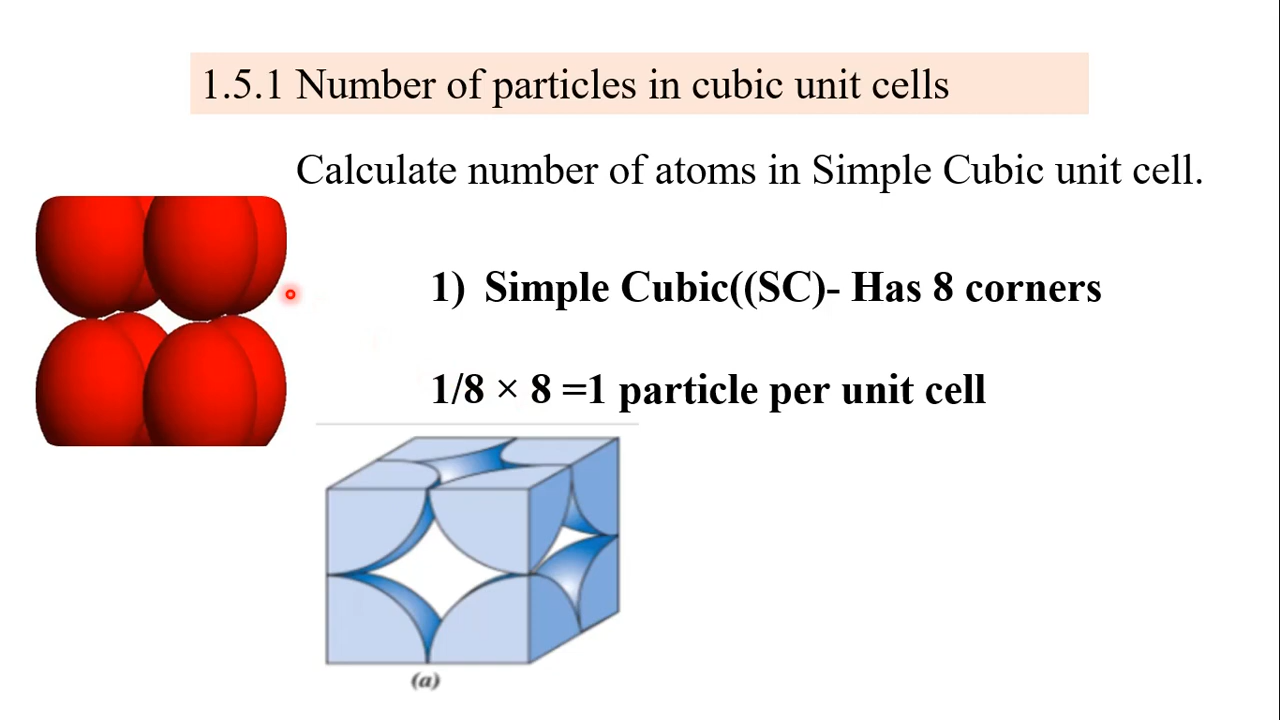 1.5.1 Number of particles in cubic unit cells
Calculate number of atoms in Simple Cubic unit cell.
1) Simple Cubic((SC)- Has 8 corners
1/8 × 8 =1 particle per unit cell
(a)